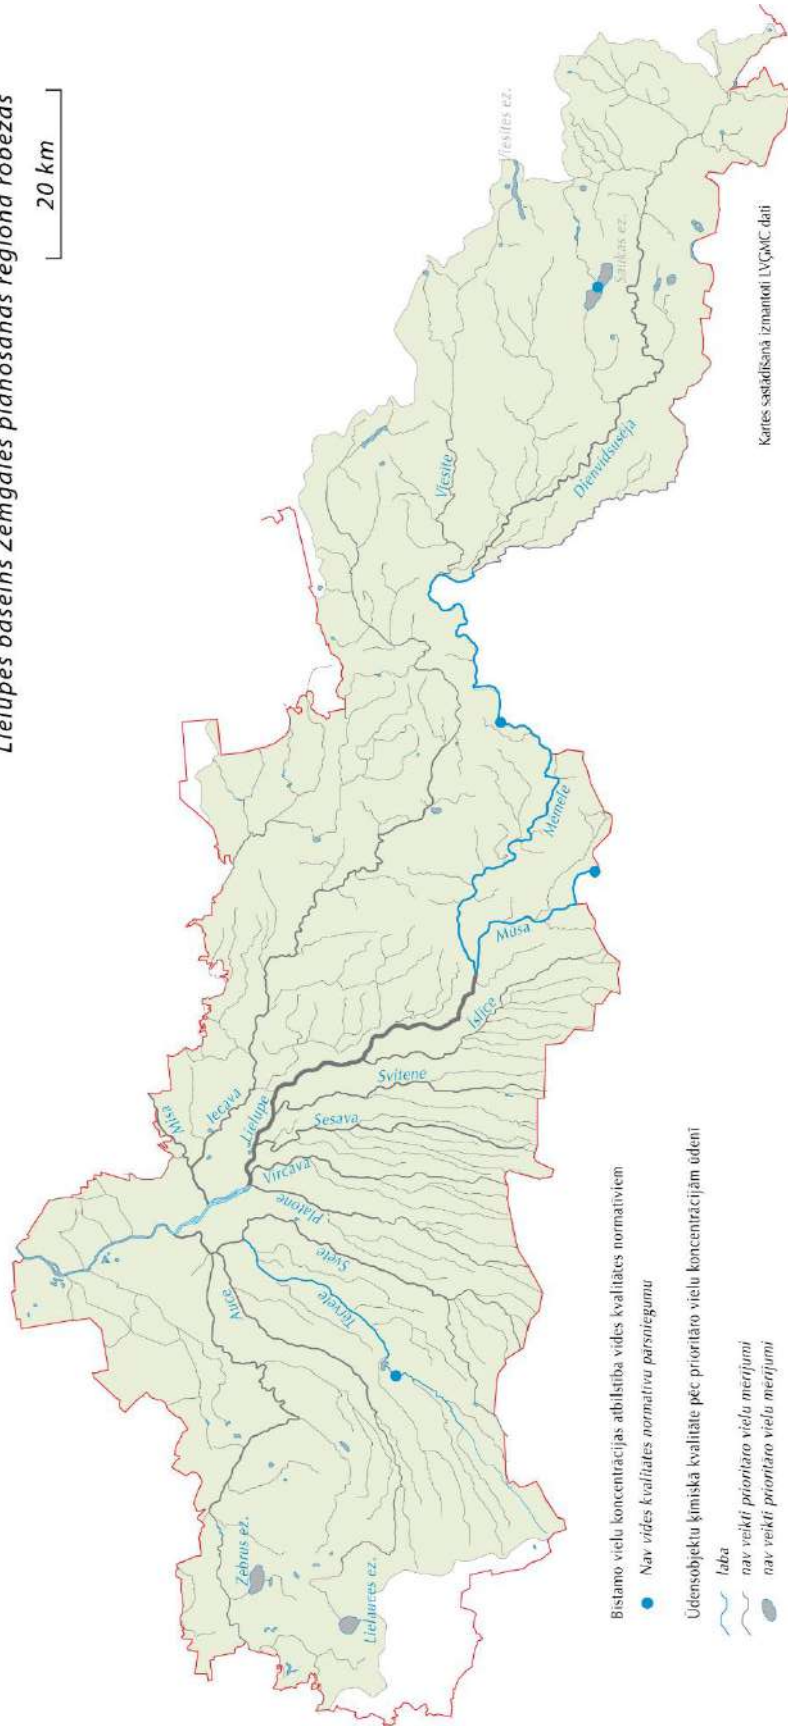 Lielupes baseins Zemgales plānošanas reģiona robežās
20 km
Viesītes ez.
Saukas ez.
Viesīte
Dienvidsusēja
Kartes sastādīšanā izmantoti LVĢMC dati
Mēmele
Mūsa
Īslīce
Svitene
Sesava
Misa
Iecava
Lielupe
Vircava
Platone
Svēte
Tērvete
Auce
Zebrus ez.
Lielauces ez.
Bīstamo vielu koncentrācijas atbilstība vides kvalitātes normatīviem
Nav vides kvalitātes normatīvu pārsniegumu
Ūdensobjektu ķīmiskā kvalitāte pēc prioritāro vielu koncentrācijām ūdenī
laba
nav veikti prioritāro vielu mērījumi
nav veikti prioritāro vielu mērījumi